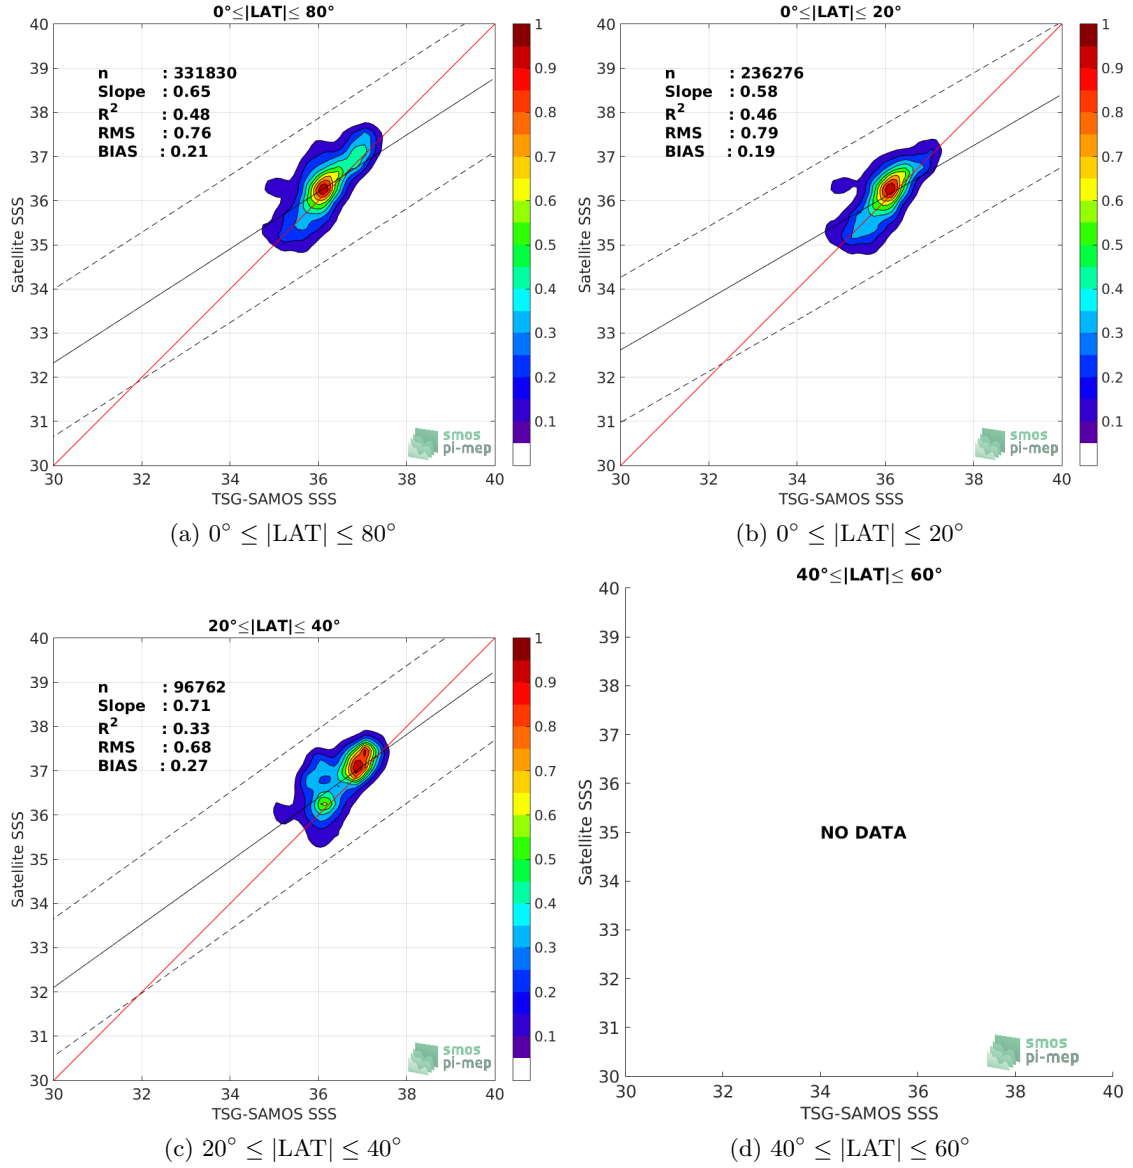 0°≤|LAT|≤ 80°
40
39
38
37
36
35
34
33
32
31
30
Satellite SSS
n : 331830
Slope : 0.65
R² : 0.48
RMS : 0.76
BIAS : 0.21
1
0.9
0.8
0.7
0.6
0.5
0.4
0.3
0.2
0.1
smos
pi-mep
30 32 34 36 38 40
TSG-SAMOS SSS
(a) 0° ≤ |LAT| ≤ 80°
0°≤|LAT|≤ 20°
40
39
38
37
36
35
34
33
32
31
30
Satellite SSS
n : 236276
Slope : 0.58
R² : 0.46
RMS : 0.79
BIAS : 0.19
1
0.9
0.8
0.7
0.6
0.5
0.4
0.3
0.2
0.1
smos
pi-mep
30 32 34 36 38 40
TSG-SAMOS SSS
(b) 0° ≤ |LAT| ≤ 20°
20°≤|LAT|≤ 40°
40
39
38
37
36
35
34
33
32
31
30
Satellite SSS
n : 96762
Slope : 0.71
R² : 0.33
RMS : 0.68
BIAS : 0.27
1
0.9
0.8
0.7
0.6
0.5
0.4
0.3
0.2
0.1
smos
pi-mep
30 32 34 36 38 40
TSG-SAMOS SSS
(c) 20° ≤ |LAT| ≤ 40°
40°≤|LAT|≤ 60°
40
39
38
37
36
35
34
33
32
31
30
Satellite SSS
NO DATA
smos
pi-mep
30 32 34 36 38 40
TSG-SAMOS SSS
(d) 40° ≤ |LAT| ≤ 60°